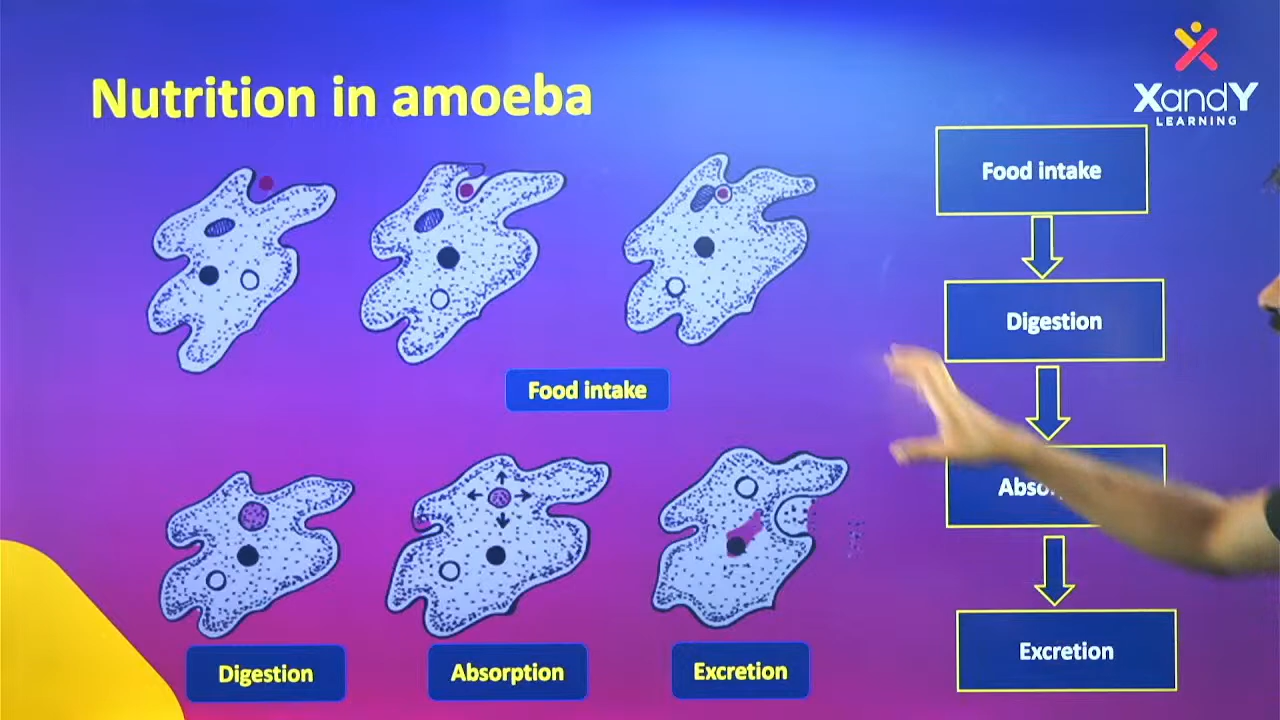 Nutrition in amoeba
XandY
LEARNING
Food intake
Digestion
Excretion
Food intake
Digestion
Absorption
Excretion